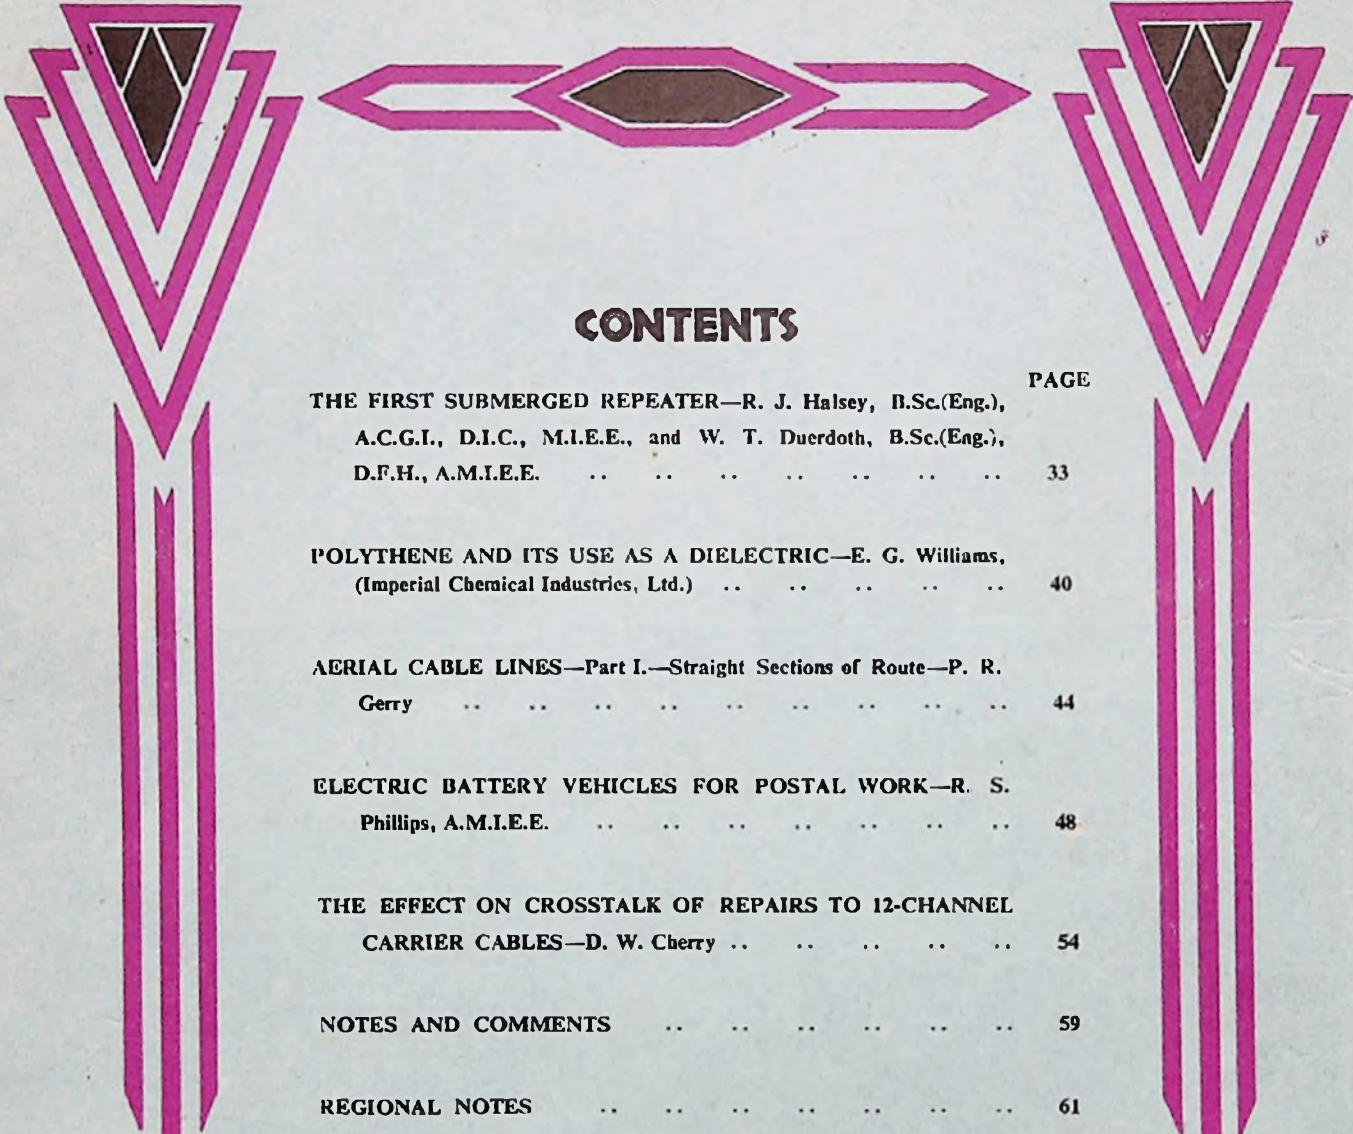 CONTENTS
PAGE
THE FIRST SUBMERGED REPEATER—R. J. Halsey, B.Sc.(Eng.),
A.C.G.I., D.I.C., M.I.E.E., and W. T. Duerdoth, B.Sc.(Eng.),
D.F.H., A.M.I.E.E. .. .. .. .. .. .. .. 33
POLYTHENE AND ITS USE AS A DIELECTRIC—E. G. Williams,
(Imperial Chemical Industries, Ltd.) .. .. .. .. .. 40
AERIAL CABLE LINES—Part I.—Straight Sections of Route—P. R.
Gerry .. .. .. .. .. .. .. .. .. 44
ELECTRIC BATTERY VEHICLES FOR POSTAL WORK—R. S.
Phillips, A.M.I.E.E. .. .. .. .. .. .. .. 48
THE EFFECT ON CROSSTALK OF REPAIRS TO 12-CHANNEL
CARRIER CABLES—D. W. Cherry .. .. .. .. .. 54
NOTES AND COMMENTS .. .. .. .. .. .. 59
REGIONAL NOTES .. .. .. .. .. .. .. 61